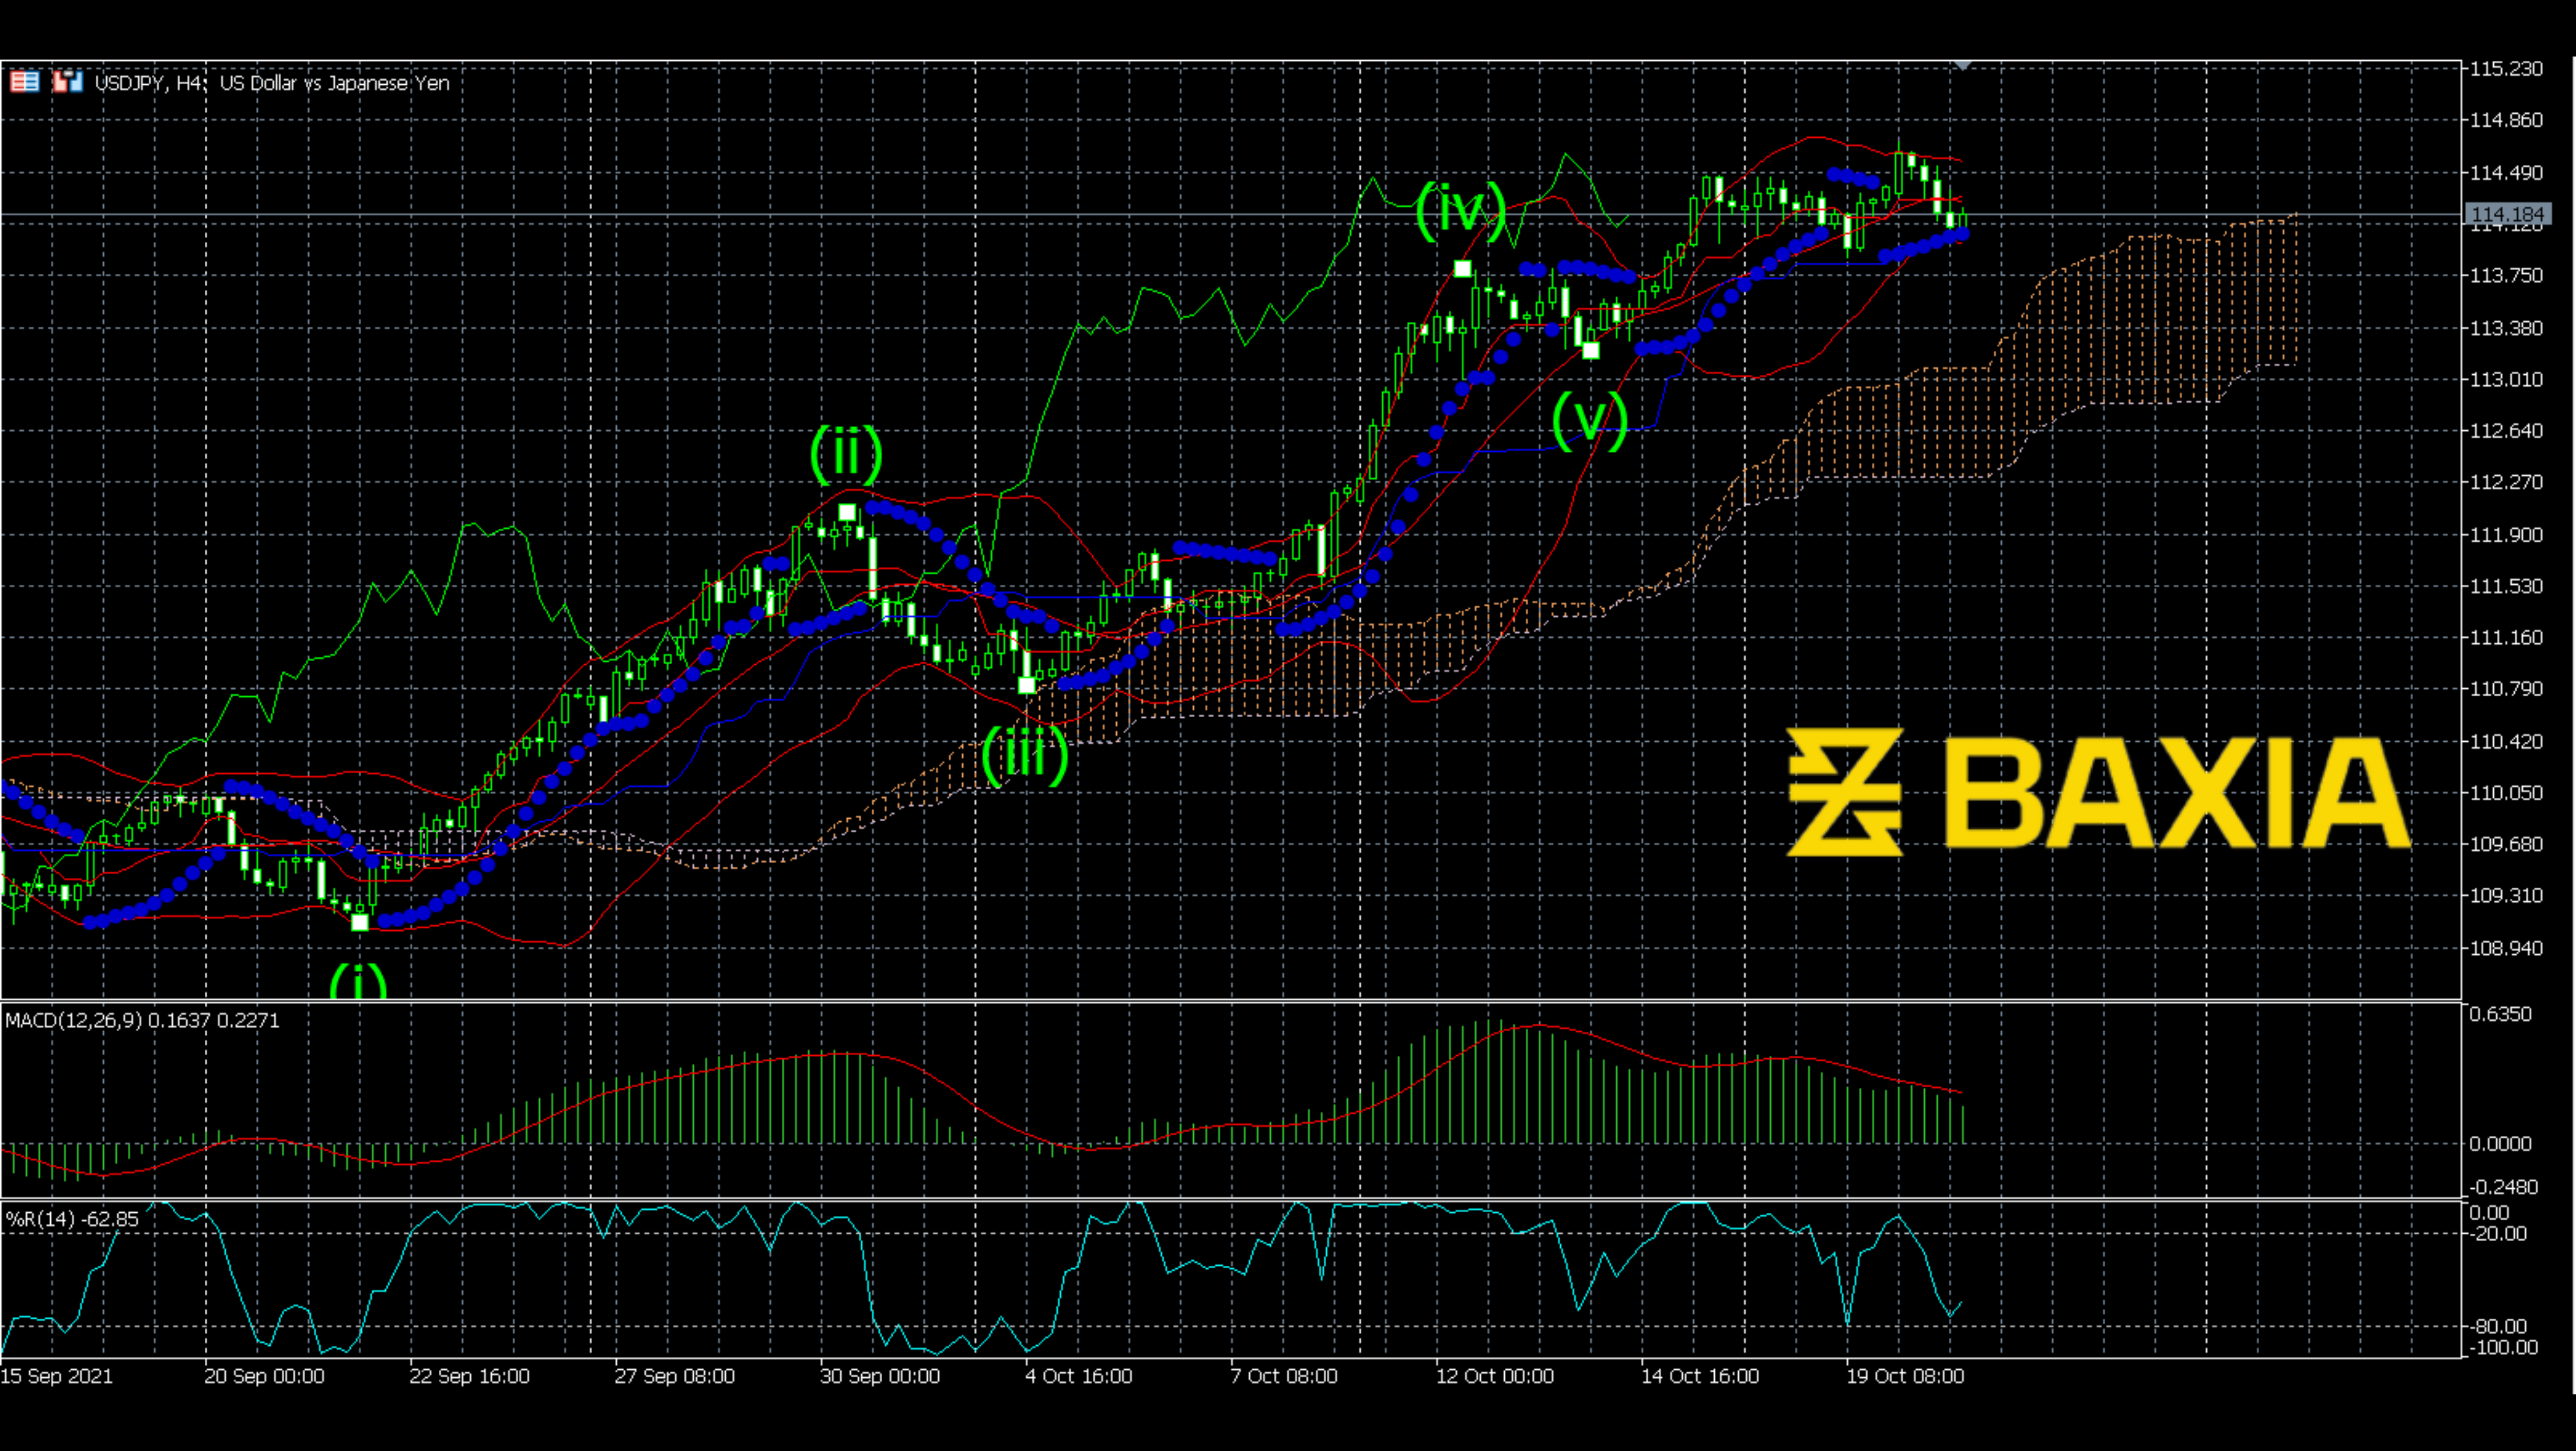 USDJPY, H4: US Dollar vs Japanese Yen
115.230
114.860
114.490
114.184
114.120
113.750
113.380
113.010
112.640
112.270
111.900
111.530
111.160
110.790
110.420
110.050
109.680
109.310
108.940
(iv)
(v)
(ii)
(iii)
(i)
BAXIA
MACD(12,26,9) 0.1637 0.2271
0.6350
0.0000
-0.2480
%R(14) -62.85
0.00
-20.00
-80.00
-100.00
15 Sep 2021 20 Sep 00:00 22 Sep 16:00 27 Sep 08:00 30 Sep 00:00 4 Oct 16:00 7 Oct 08:00 12 Oct 00:00 14 Oct 16:00 19 Oct 08:00